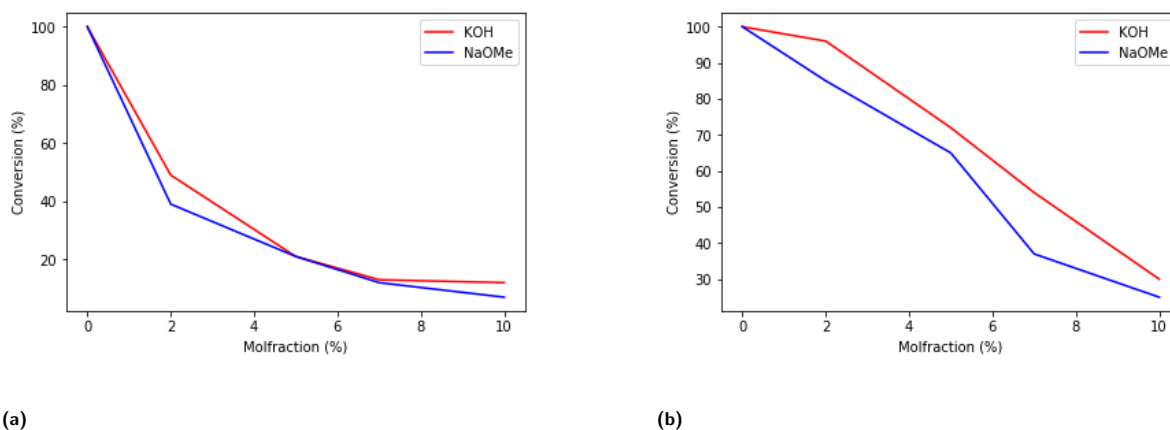 100
80
60
40
20
Conversion (%)
KOH
NaOMe
0 2 4 6 8 10
Molfraction (%)
(a)
100
90
80
70
60
50
40
30
Conversion (%)
KOH
NaOMe
0 2 4 6 8 10
Molfraction (%)
(b)